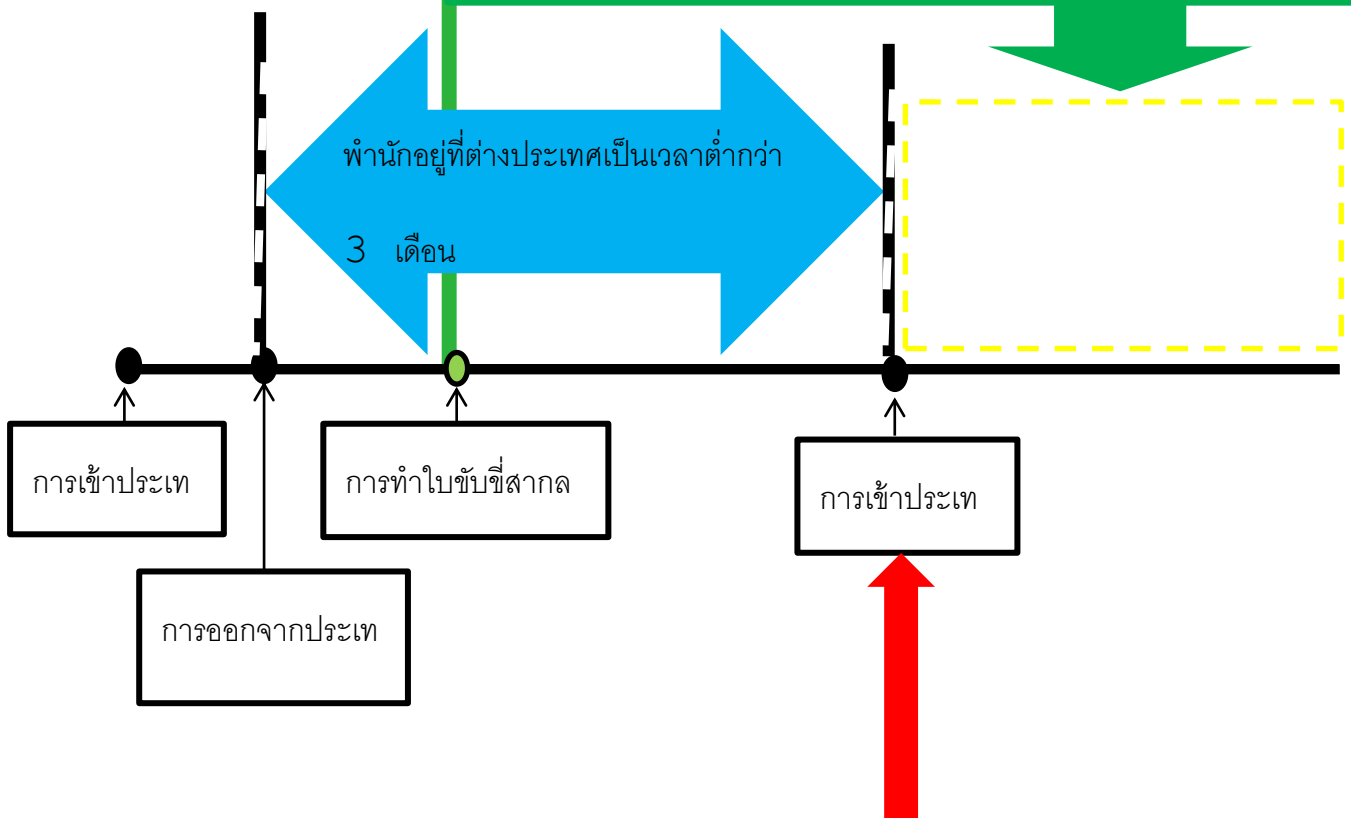 พำนักอยู่ที่ต่างประเทศเป็นเวลาต่ำกว่า
3 เดือน
การเข้าประเท
การทำใบขับขี่สากล
การเข้าประเท
การออกจากประเท